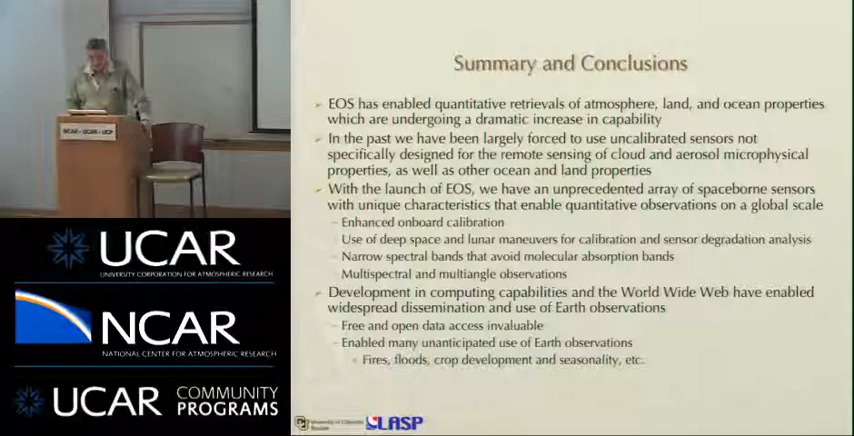 Summary and Conclusions
EOS has enabled quantitative retrievals of atmosphere, land, and ocean properties
which are undergoing a dramatic increase in capability
In the past we have been largely forced to use uncalibrated sensors not
specifically designed for the remote sensing of cloud and aerosol microphysical
properties, as well as other ocean and land properties
With the launch of EOS, we have an unprecedented array of spaceborne sensors
with unique characteristics that enable quantitative observations on a global scale
– Enhanced onboard calibration
– Use of deep space and lunar maneuvers for calibration and sensor degradation analysis
– Narrow spectral bands that avoid molecular absorption bands
– Multispectral and multiangle observations
Development in computing capabilities and the World Wide Web have enabled
widespread dissemination and use of Earth observations
– Free and open data access invaluable
– Enabled many unanticipated use of Earth observations
Fires, floods, crop development and seasonality, etc.
LASP
NCAR • UCAR • UCP
UCAR
UNIVERSITY CORPORATION FOR ATMOSPHERIC RESEARCH
NCAR
NATIONAL CENTER FOR ATMOSPHERIC RESEARCH
UCAR
COMMUNITY
PROGRAMS